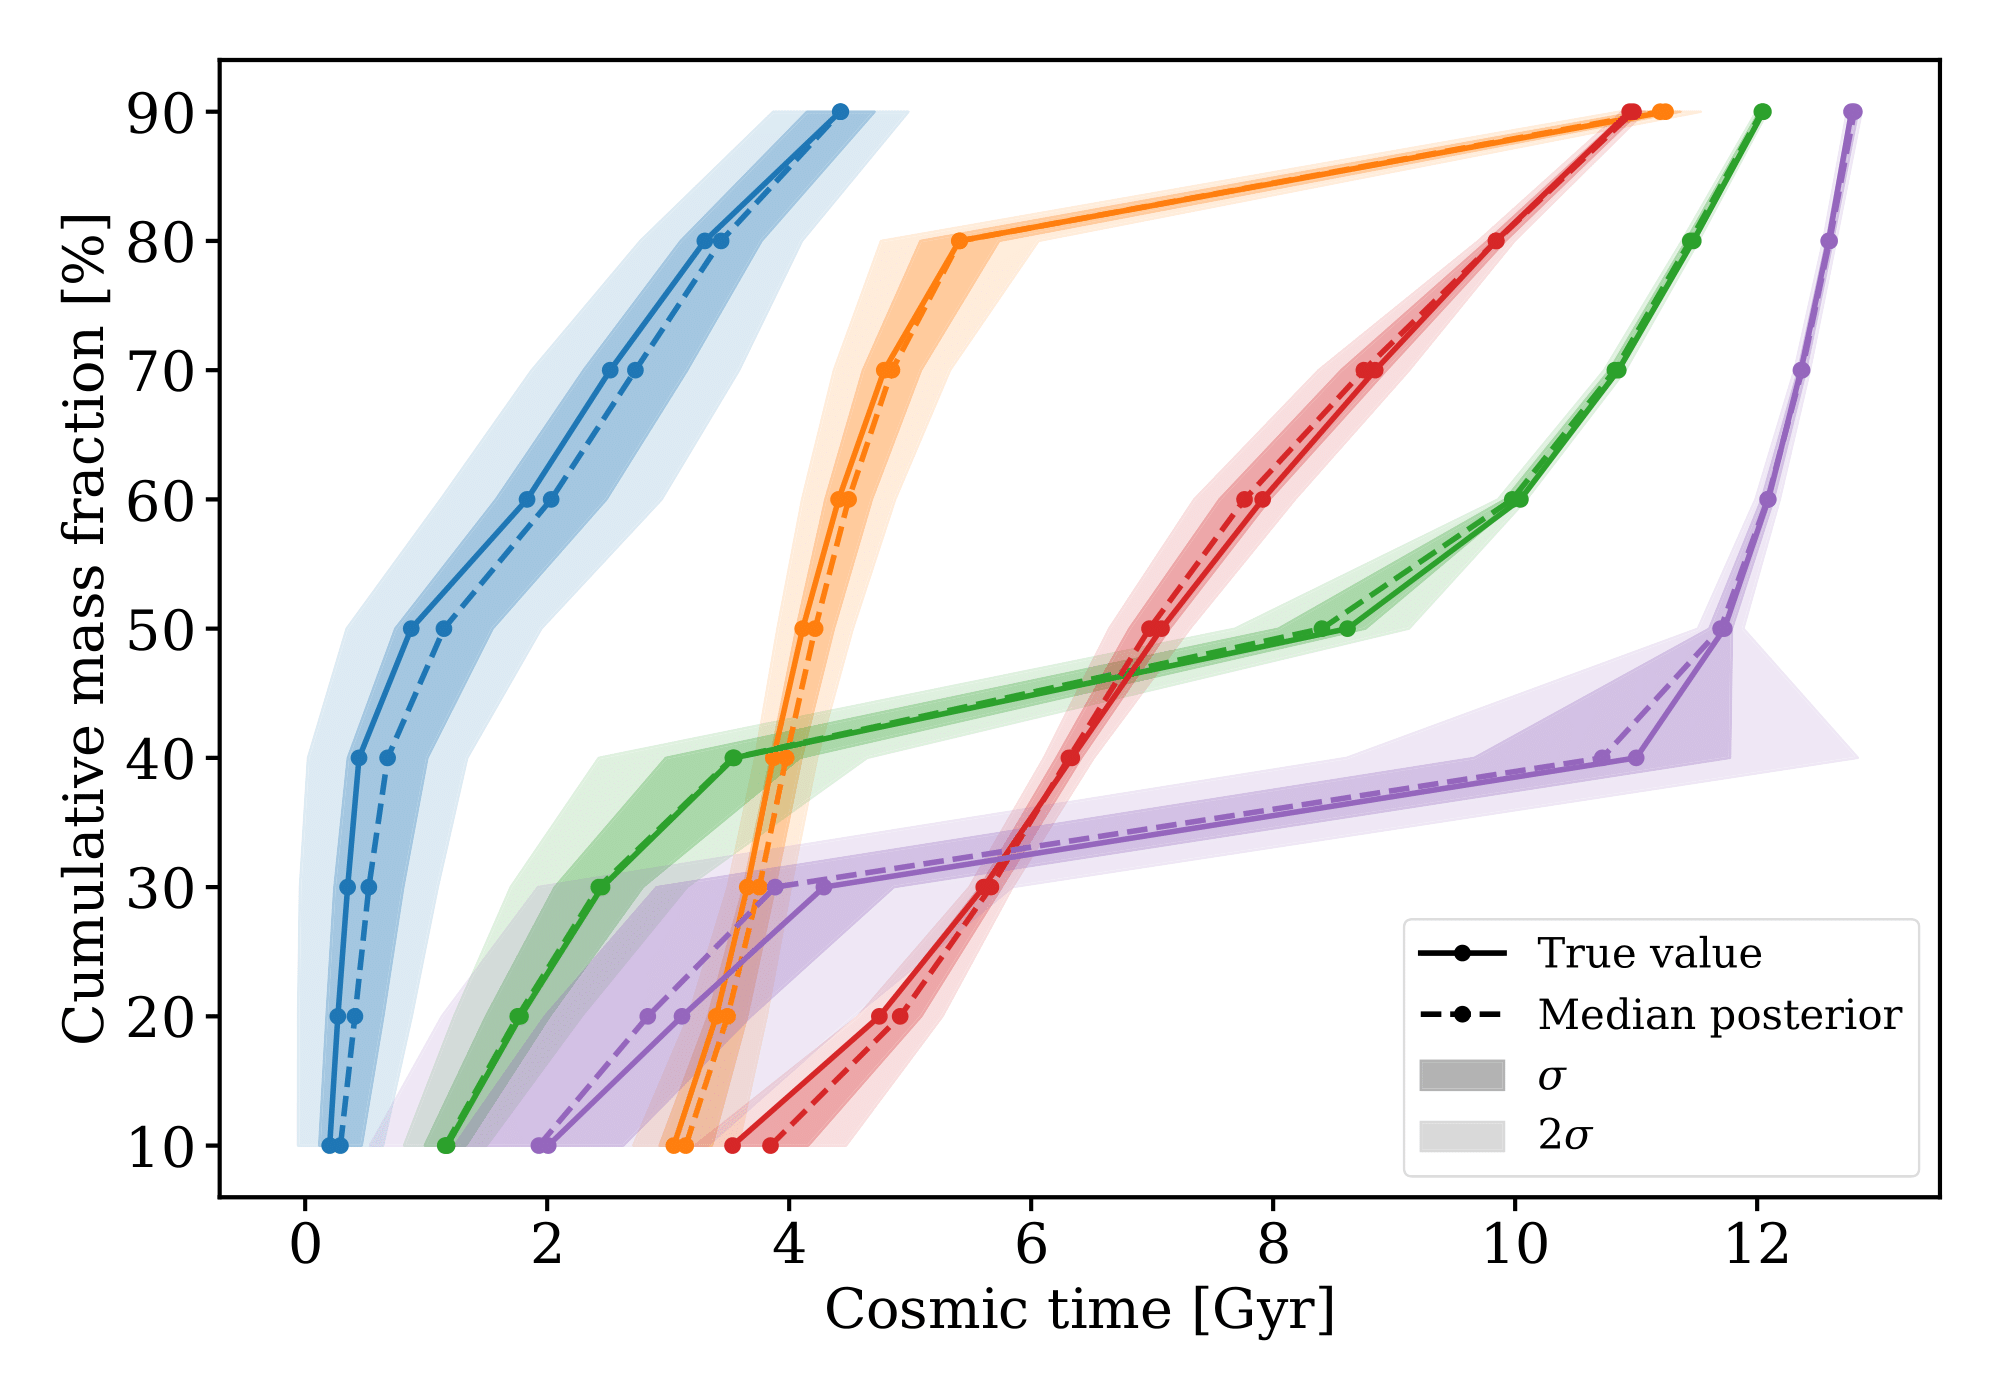 Cumulative mass fraction [%]
90
80
70
60
50
40
30
20
10
0 2 4 6 8 10 12
Cosmic time [Gyr]
True value
Median posterior
σ
2σ